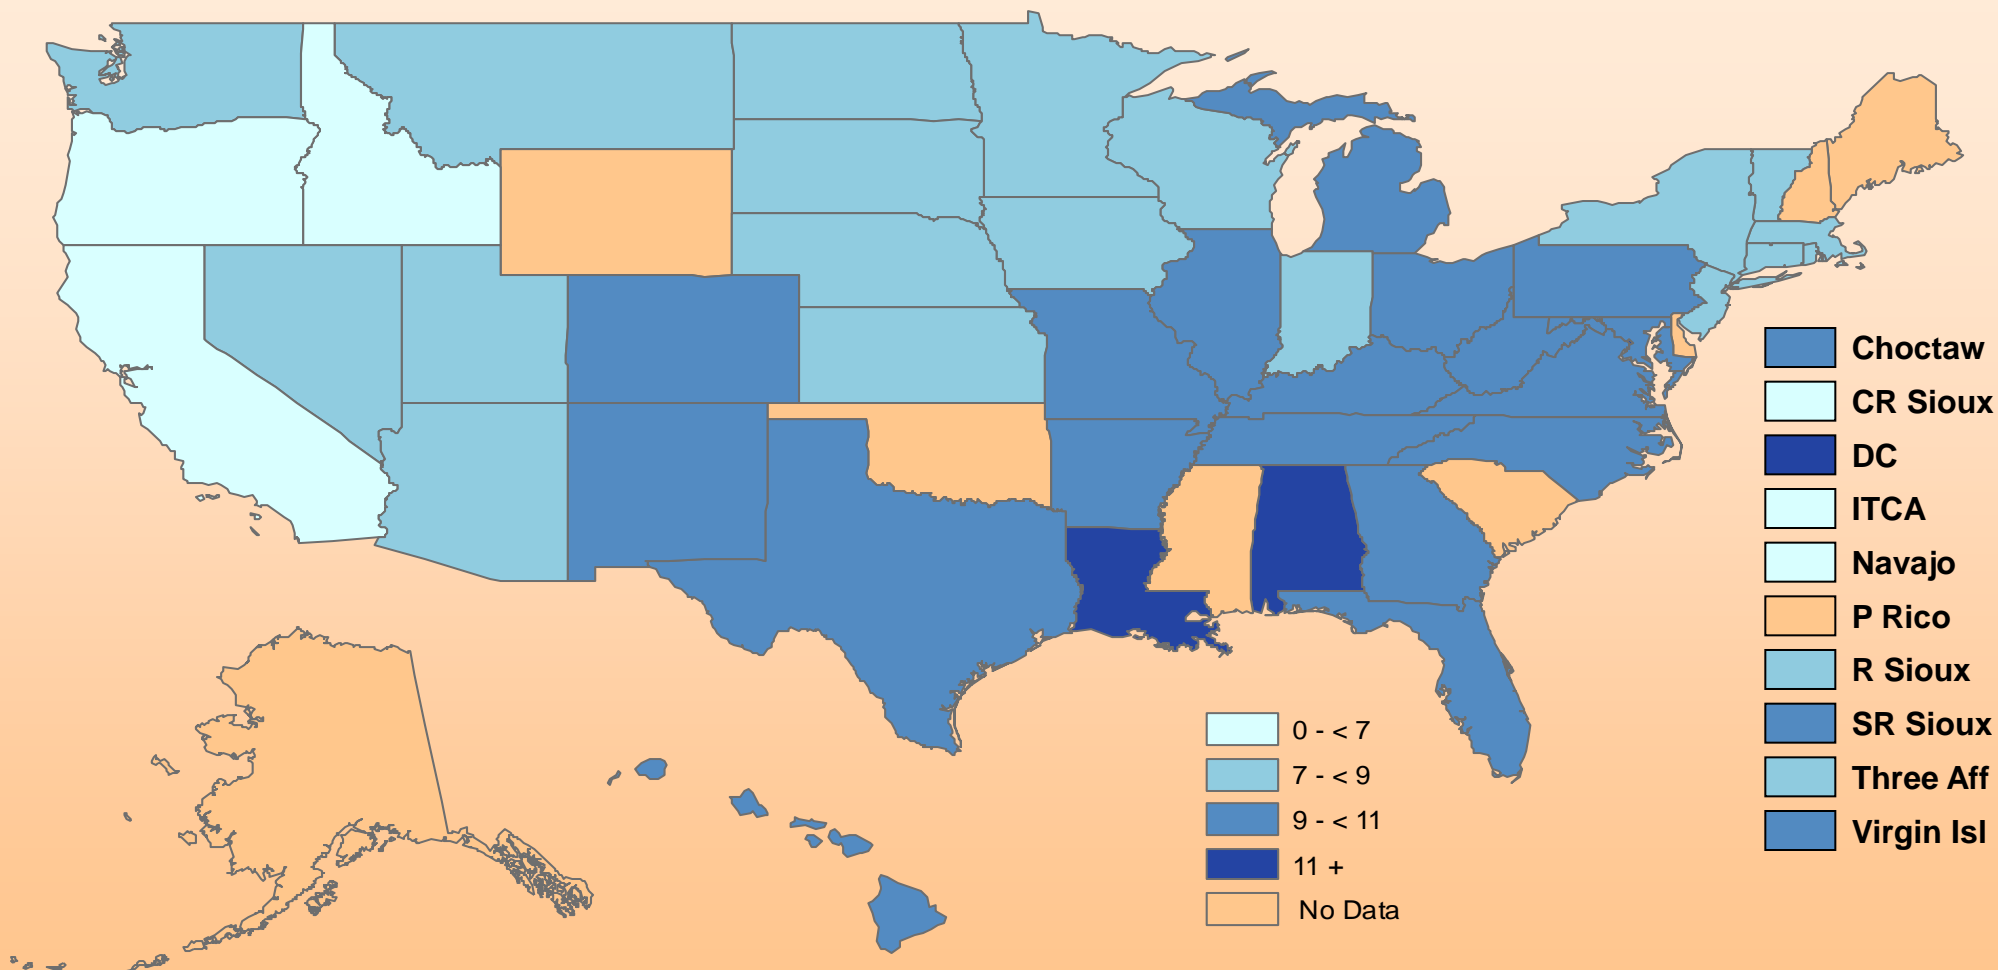 Choctaw
CR Sioux
DC
ITCA
Navajo
P Rico
R Sioux
SR Sioux
Three Aff
Virgin Isl
0 - < 7
7 - < 9
9 - < 11
11 +
No Data